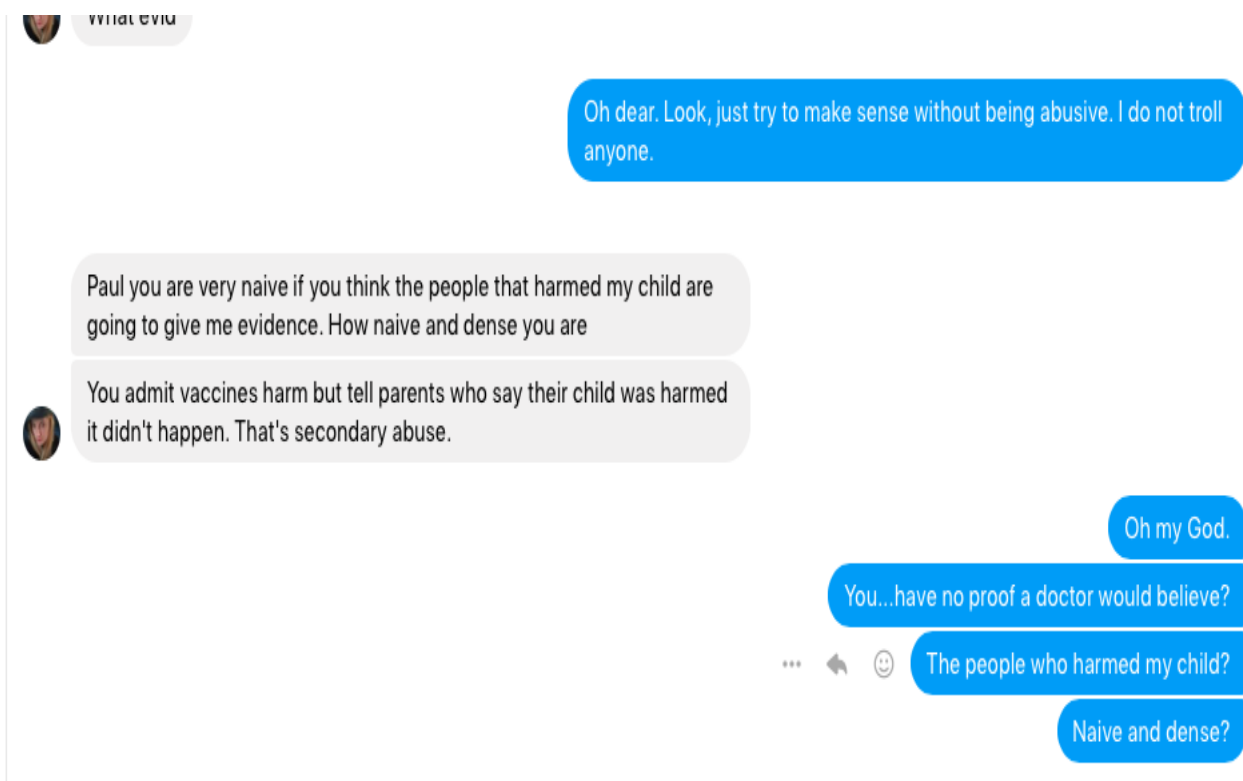 What evid
Oh dear. Look, just try to make sense without being abusive. I do not troll
anyone.
Paul you are very naive if you think the people that harmed my child are
going to give me evidence. How naive and dense you are
You admit vaccines harm but tell parents who say their child was harmed
it didn't happen. That's secondary abuse.
Oh my God.
You...have no proof a doctor would believe?
The people who harmed my child?
Naive and dense?